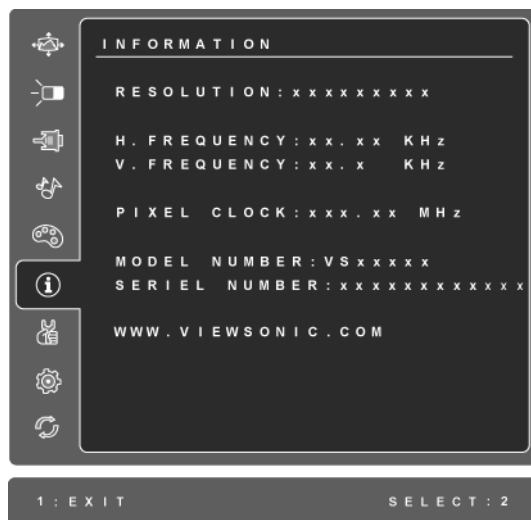 INFORMATION
RESOLUTION:xxxxxxxxx
H. FREQUENCY:xx.xx KHz
V. FREQUENCY:xx.x KHz
PIXEL CLOCK:xxx.xx MHz
MODEL NUMBER:VSxxxxx
SERIEL NUMBER:xxxxxxxxxxxx
WWW.VIEWSONIC.COM
1:EXIT SELECT:2